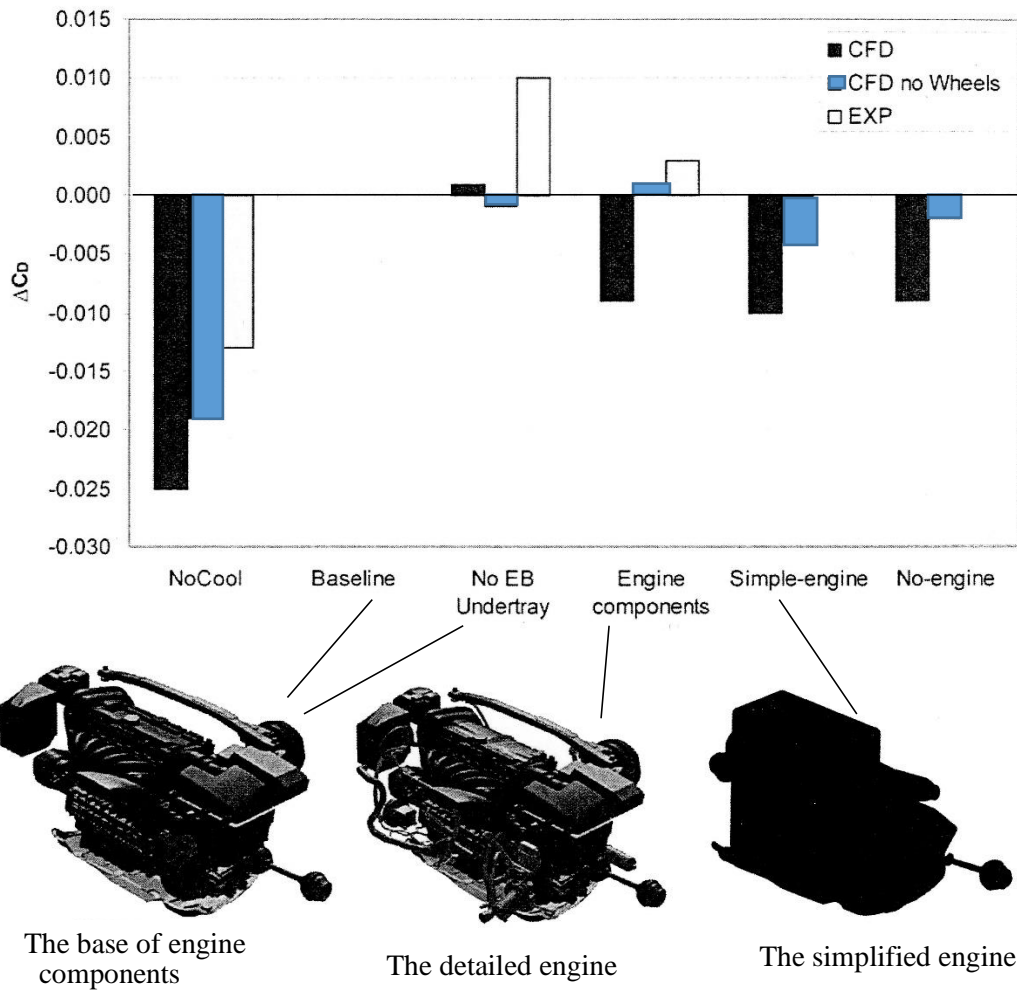 0.015
0.010
0.005
0.000
-0.005
-0.010
-0.015
-0.020
-0.025
-0.030
ΔCD
CFD
CFD no Wheels
EXP
NoCool
Baseline
No EB
Undertray
Engine
components
Simple-engine
No-engine
The base of engine
components
The detailed engine
The simplified engine